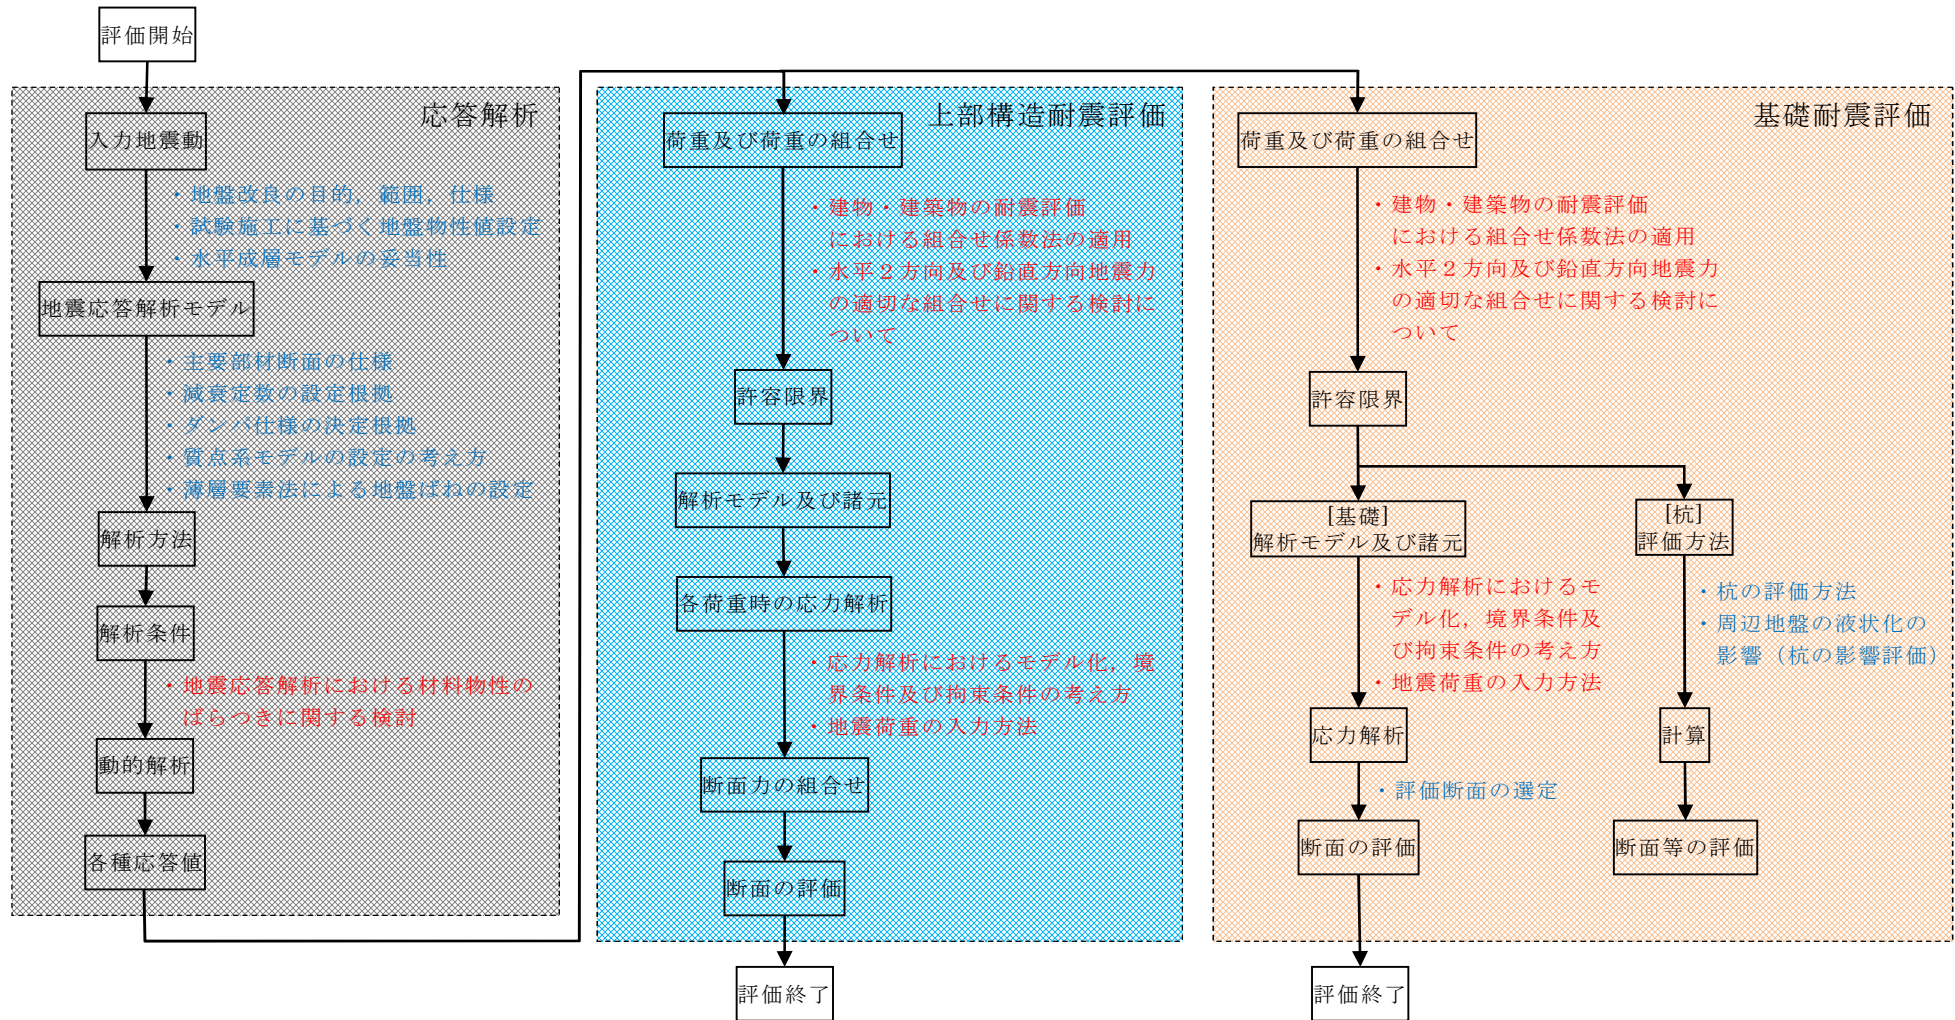 評価開始
応答解析
入力地震動
・地盤改良の目的，範囲，仕様
・試験施工に基づく地盤物性値設定
・水平成層モデルの妥当性
地震応答解析モデル
・主要部材断面の仕様
・減衰定数の設定根拠
・ダンパ仕様の決定根拠
・質点系モデルの設定の考え方
・薄層要素法による地盤ばねの設定
解析方法
解析条件
・地震応答解析における材料物性の
ばらつきに関する検討
動的解析
各種応答値
上部構造耐震評価
荷重及び荷重の組合せ
・建物・建築物の耐震評価
における組合せ係数法の適用
・水平２方向及び鉛直方向地震力
の適切な組合せに関する検討に
ついて
許容限界
解析モデル及び諸元
各荷重時の応力解析
・応力解析におけるモデル化，境
界条件及び拘束条件の考え方
・地震荷重の入力方法
断面力の組合せ
断面の評価
評価終了
基礎耐震評価
荷重及び荷重の組合せ
・建物・建築物の耐震評価
における組合せ係数法の適用
・水平２方向及び鉛直方向地震力
の適切な組合せに関する検討に
ついて
許容限界
[基礎]
解析モデル及び諸元
・応力解析におけるモ
デル化，境界条件及
び拘束条件の考え方
・地震荷重の入力方法
応力解析
・評価断面の選定
断面の評価
評価終了
[杭]
評価方法
・杭の評価方法
・周辺地盤の液状化の
影響（杭の影響評価）
計算
断面等の評価